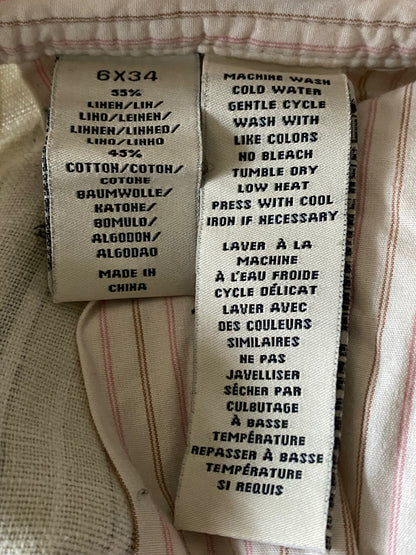 6X34
55%
LINEN/LIN/
LINO/LEINEN/
LINNEN/LINNED/
LINO/LINHO
45%
COTTON/COTON/
COTONE
BAUMWOLLE/
KATONE/
BOMULD/
ALGODON/
ALGODAO
MADE IN
CHINA
MACHINE WASH
COLD WATER
GENTLE CYCLE
WASH WITH
LIKE COLORS
NO BLEACH
TUMBLE DRY
LOW HEAT
PRESS WITH COOL
IRON IF NECESSARY
LAVER À LA
MACHINE
À L'EAU FROIDE
CYCLE DÉLICAT
LAVER AVEC
DES COULEURS
SIMILAIRES
NE PAS
JAVELLISER
SÉCHER PAR
CULBUTAGE
À BASSE
TEMPÉRATURE
REPASSER À BASSE
TEMPÉRATURE
SI REQUIS